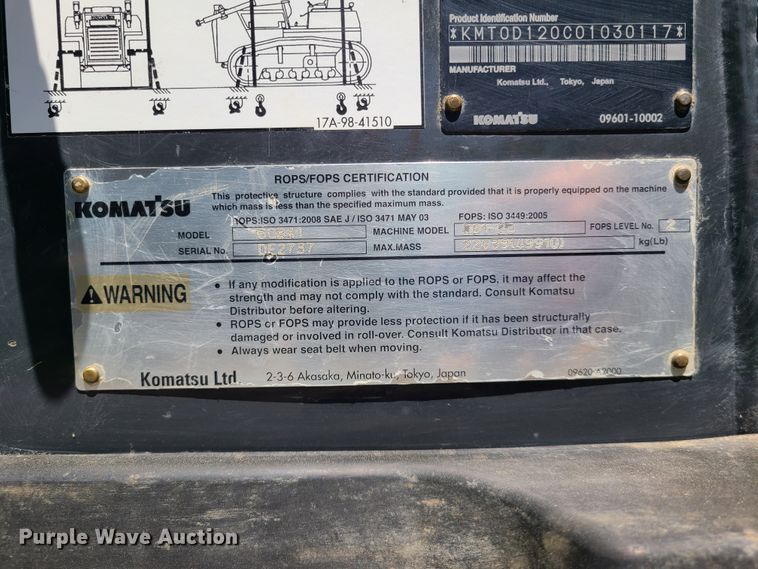 17A-98-41510
Product Identification Number
*KMT0D120C01030117*
MANUFACTURER
Komatsu Ltd., Tokyo, Japan
KOMATSU 09601-10002
ROPS/FOPS CERTIFICATION
KOMATSU
This protective structure complies with the standard provided that it is properly equipped on the machine
which mass is less than the specified maximum mass.
ROPS:ISO 3471:2008 SAE J / ISO 3471 MAY 03 FOPS: ISO 3449:2005
MODEL MACHINE MODEL FOPS LEVEL No. 2
SERIAL No. MAX.MASS kg(Lb)
WARNING
• If any modification is applied to the ROPS or FOPS, it may affect the
strength and may not comply with the standard. Consult Komatsu
Distributor before altering.
• ROPS or FOPS may provide less protection if it has been structurally
damaged or involved in roll-over. Consult Komatsu Distributor in that case.
• Always wear seat belt when moving.
Komatsu Ltd. 2-3-6 Akasaka, Minato-ku, Tokyo, Japan 09620-A2000
Purple Wave Auction